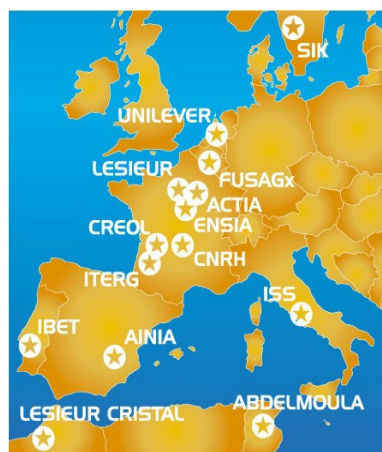 SIK
UNILEVER
LESIEUR
FUSAGx
ACTIA
ENSIA
CREOL
CNRH
ITERG
ISS
IBET
AINIA
LESIEUR CRISTAL
ABDELMOULA